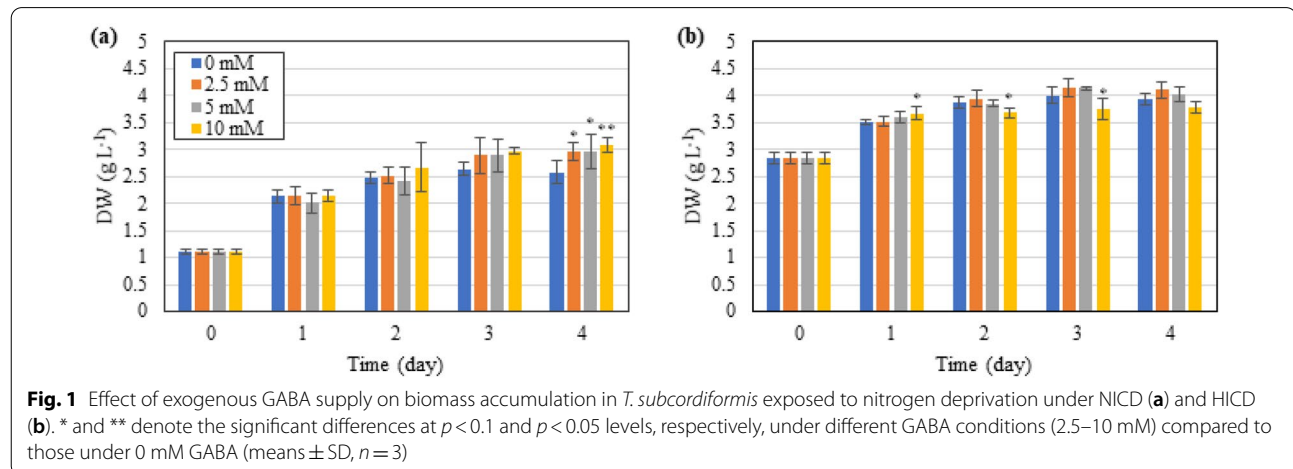 (a)
5
4.5
4
3.5
3
2.5
2
1.5
1
0.5
0
DW (g L-1)
0 mM
2.5 mM
5 mM
10 mM
* * **
0 1 2 3 4
Time (day)
(b)
5
4.5
4
3.5
3
2.5
2
1.5
1
0.5
0
DW (g L-1)
* * *
0 1 2 3 4
Time (day)
Fig. 1 Effect of exogenous GABA supply on biomass accumulation in T. subcordiformis exposed to nitrogen deprivation under NICD (a) and HICD
(b). * and ** denote the significant differences at p < 0.1 and p < 0.05 levels, respectively, under different GABA conditions (2.5–10 mM) compared to
those under 0 mM GABA (means ± SD, n = 3)